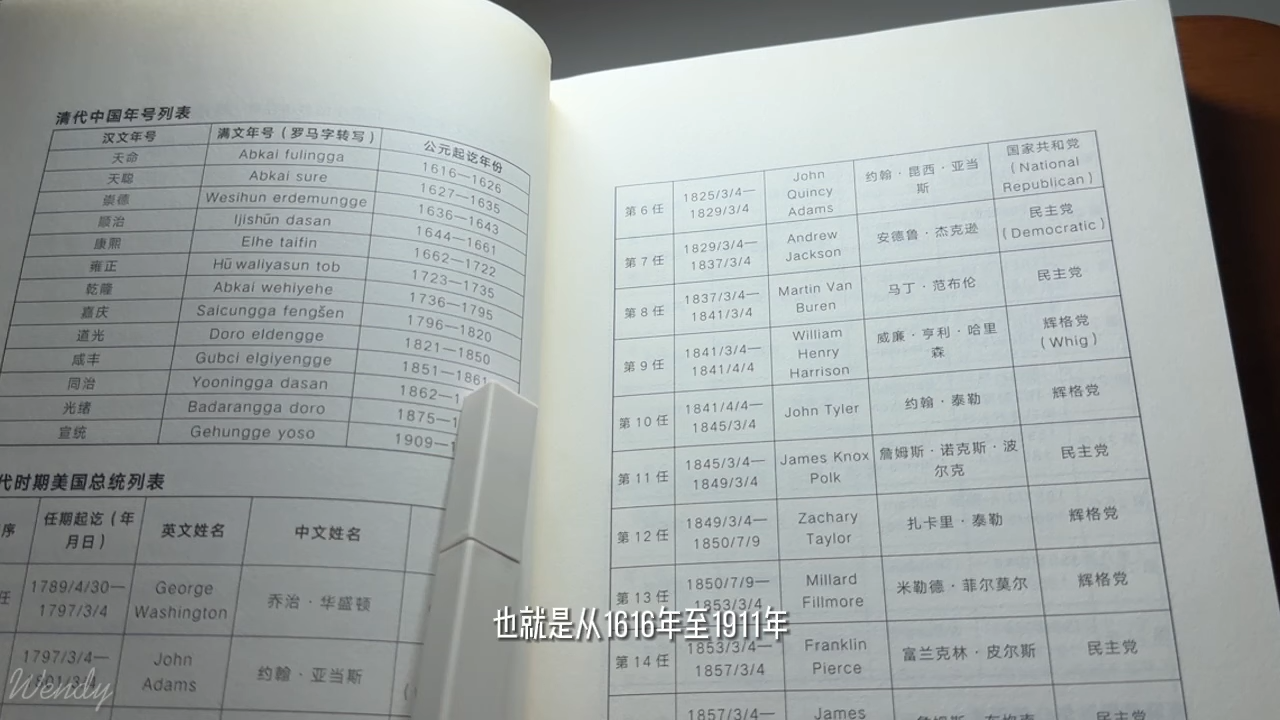 清代中国年号列表
汉文年号 满文年号（罗马字转写） 公元起讫年份
天命 Abkai fulingga 1616—1626
天聪 Abkai sure 1627—1635
崇德 Wesihun erdemungge 1636—1643
顺治 Ijishūn dasan 1644—1661
康熙 Elhe taifin 1662—1722
雍正 Hūwaliyasun tob 1723—1735
乾隆 Abkai wehiyehe 1736—1795
嘉庆 Saicungga fengšen 1796—1820
道光 Doro eldengge 1821—1850
咸丰 Gubci elgiyengge 1851—1861
同治 Yooningga dasan 1862—1
光绪 Badarangga doro 1875—1
宣统 Gehungge yoso 1909—1
代时期美国总统列表
序 任期起讫（年 英文姓名 中文姓名
月日）
任 1789/4/30— George 乔治·华盛顿
1797/3/4 Washington
1797/3/4— John 约翰·亚当斯
Adams
国家共和党
第6任 1825/3/4— John 约翰·昆西·亚当 (National
1829/3/4 Quincy 斯 Republican)
Adams
第7任 1829/3/4— Andrew 安德鲁·杰克逊 民主党
1837/3/4 Jackson (Democratic)
第8任 1837/3/4— Martin Van 马丁·范布伦 民主党
1841/3/4 Buren
第9任 1841/3/4— William 威廉·亨利·哈里 辉格党
1841/4/4 Henry 森 (Whig)
Harrison
第10任 1841/4/4— John Tyler 约翰·泰勒 辉格党
1845/3/4
第11任 1845/3/4— James Knox 詹姆斯·诺克斯·波 民主党
1849/3/4 Polk 尔克
第12任 1849/3/4— Zachary 扎卡里·泰勒 辉格党
1850/7/9 Taylor
第13任 1850/7/9— Millard 米勒德·菲尔莫尔 辉格党
1853/3/4 Fillmore
第14任 1853/3/4— Franklin 富兰克林·皮尔斯 民主党
1857/3/4 Pierce
1857/3/4— James 民主党
也就是从1616年至1911年
Wendy